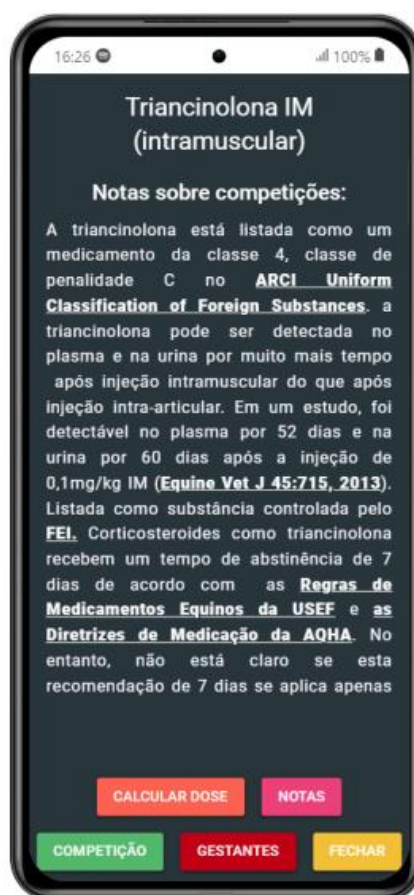 16:26 100%
Triancinolona IM
(intramuscular)
Notas sobre competições:
A triancinolona está listada como um
medicamento da classe 4, classe de
penalidade C no ARCI Uniform
Classification of Foreign Substances. a
triancinolona pode ser detectada no
plasma e na urina por muito mais tempo
após injeção intramuscular do que após
injeção intra-articular. Em um estudo, foi
detectável no plasma por 52 dias e na
urina por 60 dias após a injeção de
0,1mg/kg IM (Equine Vet J 45:715, 2013).
Listada como substância controlada pelo
FEI. Corticosteroides como triancinolona
recebem um tempo de abstinência de 7
dias de acordo com as Regras de
Medicamentos Equinos da USEF e as
Diretrizes de Medicação da AQHA. No
entanto, não está claro se esta
recomendação de 7 dias se aplica apenas
CALCULAR DOSE NOTAS
COMPETIÇÃO GESTANTES FECHAR